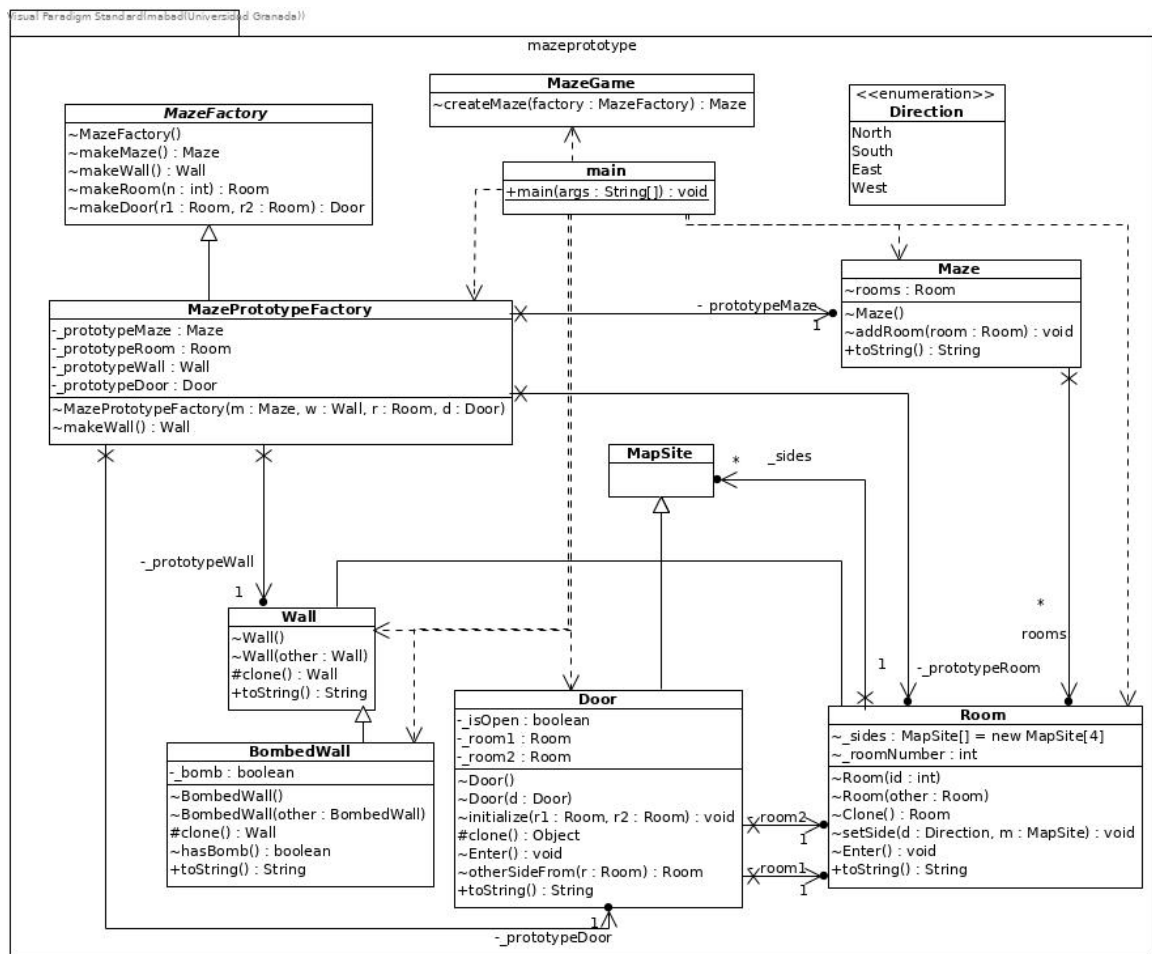 Visual Paradigm Standard(mabad(Universidad Granada))
mazeprototype
MazeGame
~createMaze(factory : MazeFactory) : Maze
<<enumeration>>
Direction
North
South
East
West
MazeFactory
~MazeFactory()
~makeMaze() : Maze
~makeWall() : Wall
~makeRoom(n : int) : Room
~makeDoor(r1 : Room, r2 : Room) : Door
main
+main(args : String[]) : void
Maze
~rooms : Room
~Maze()
~addRoom(room : Room) : void
+toString() : String
MazePrototypeFactory
-_prototypeMaze : Maze
-_prototypeRoom : Room
-_prototypeWall : Wall
-_prototypeDoor : Door
~MazePrototypeFactory(m : Maze, w : Wall, r : Room, d : Door)
~makeWall() : Wall
-_prototypeMaze
1
MapSite
*
_sides
-_prototypeWall
1
*
rooms
1
-_prototypeRoom
Wall
~Wall()
~Wall(other : Wall)
#clone() : Wall
+toString() : String
BombedWall
-_bomb : boolean
~BombedWall()
~BombedWall(other : BombedWall)
#clone() : Wall
~hasBomb() : boolean
+toString() : String
Door
-_isOpen : boolean
-_room1 : Room
-_room2 : Room
~Door()
~Door(d : Door)
~initialize(r1 : Room, r2 : Room) : void
#clone() : Object
~Enter() : void
~otherSideFrom(r : Room) : Room
+toString() : String
-_room2
1
-_room1
1
Room
~_sides : MapSite[] = new MapSite[4]
~_roomNumber : int
~Room(id : int)
~Room(other : Room)
~Clone() : Room
~setSide(d : Direction, m : MapSite) : void
~Enter() : void
+toString() : String
1
-_prototypeDoor